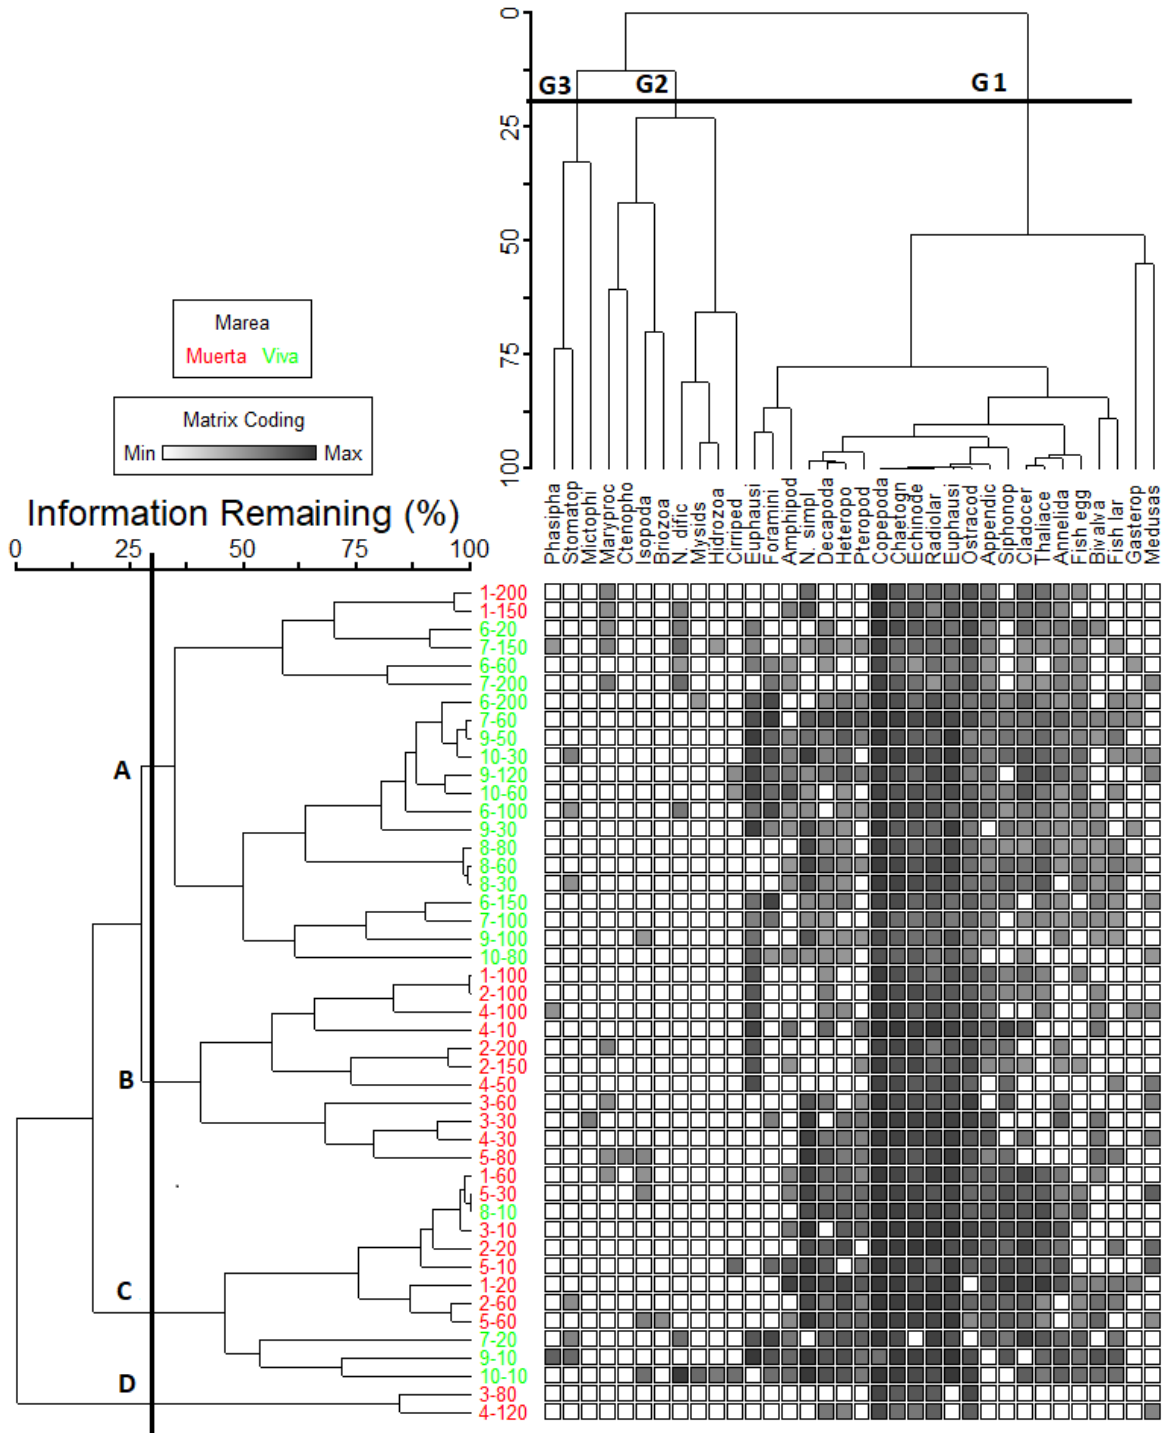 0
G3 G2 G1
25
50
75
100
Marea
Muerta Viva
Matrix Coding
Min Max
Information Remaining (%)
0 25 50 75 100
Phasipha
Stomatop
Mictophi
Maryproc
Ctenopho
Isopoda
Briozoa
N. dific
Mysids
Hidrozoa
Cirriped
Euphausi
Foramini
Amphipod
N. simpl
Decapoda
Heteropo
Pteropod
Copepoda
Chaetogn
Echinode
Radiolar
Euphausi
Ostracod
Appendic
Siphonop
Cladocer
Thaliace
Annelida
Fish egg
Bivalva
Fish lar
Gasterop
Medusas
1-200
1-150
6-20
7-150
6-60
7-200
6-200
7-60
9-50
10-30
A
9-120
10-60
6-100
9-30
8-80
8-60
8-30
6-150
7-100
9-100
10-80
1-100
2-100
4-100
4-10
2-200
2-150
B
4-50
3-60
3-30
4-30
5-80
1-60
5-30
8-10
3-10
2-20
5-10
C
1-20
2-60
5-60
7-20
9-10
10-10
D
3-80
4-120